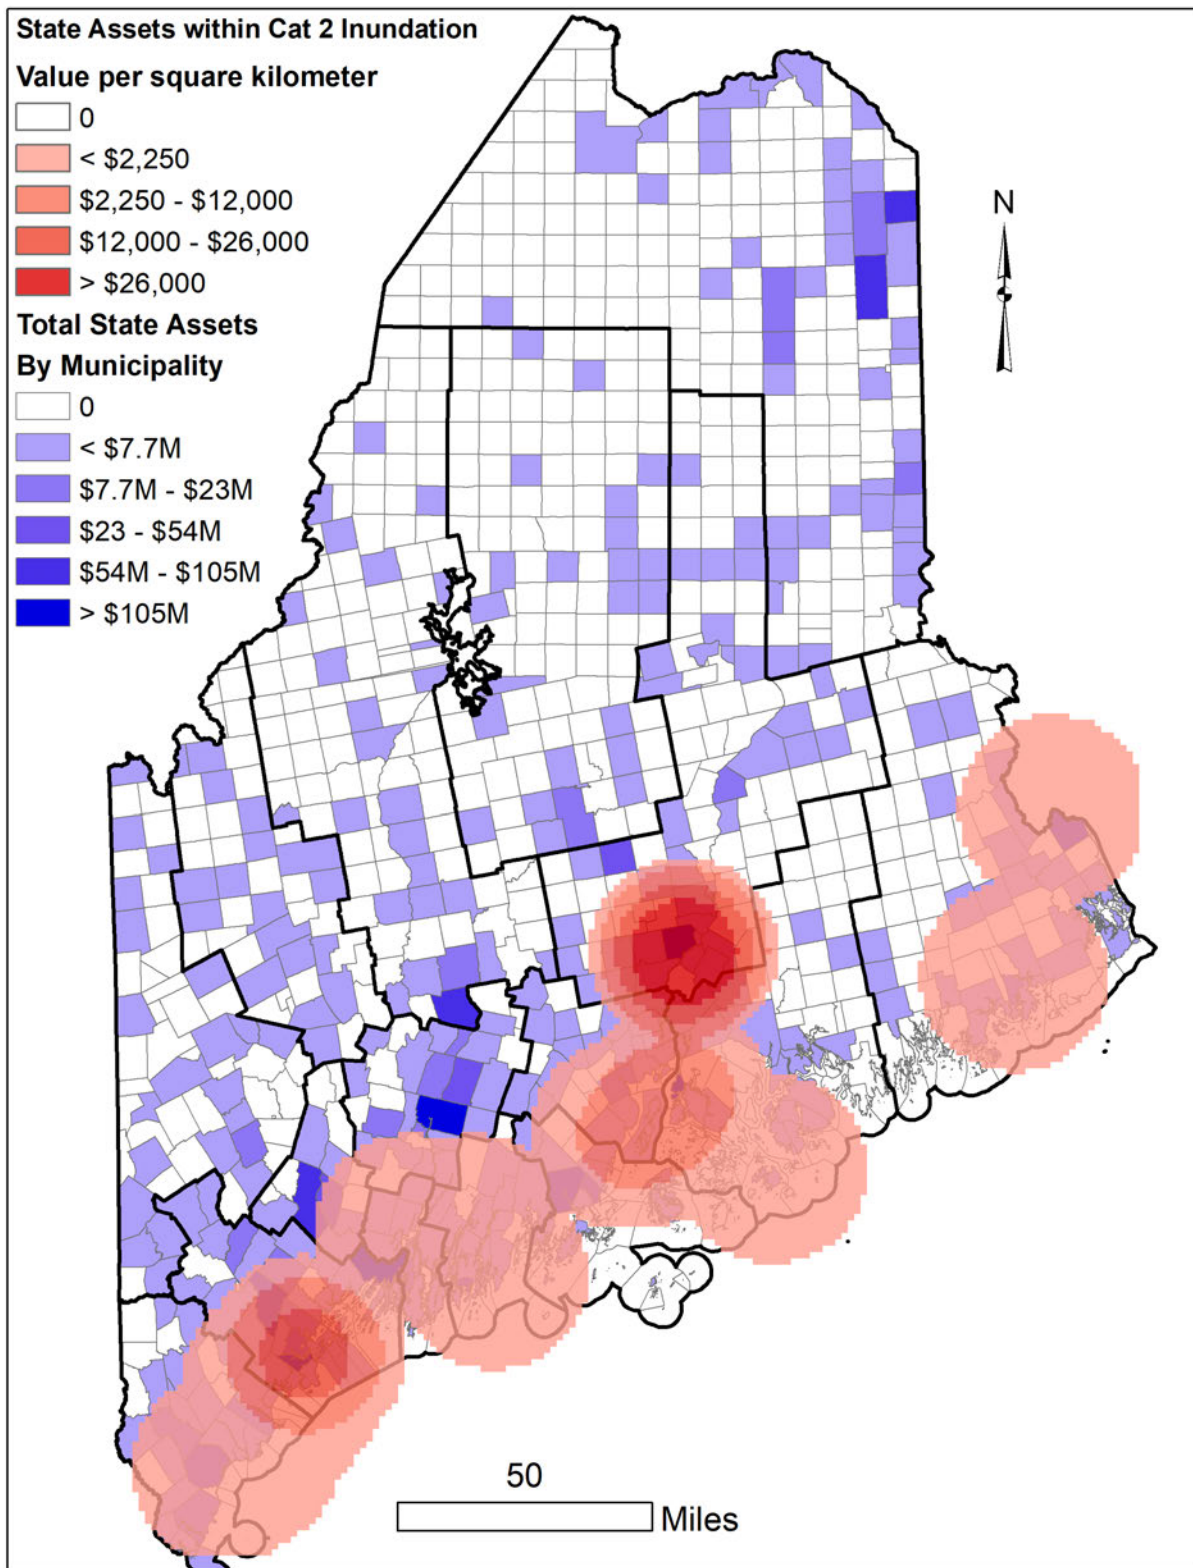 State Assets within Cat 2 Inundation
Value per square kilometer
0
< $2,250
$2,250 - $12,000
$12,000 - $26,000
> $26,000
Total State Assets
By Municipality
0
< $7.7M
$7.7M - $23M
$23 - $54M
$54M - $105M
> $105M
N
50
Miles